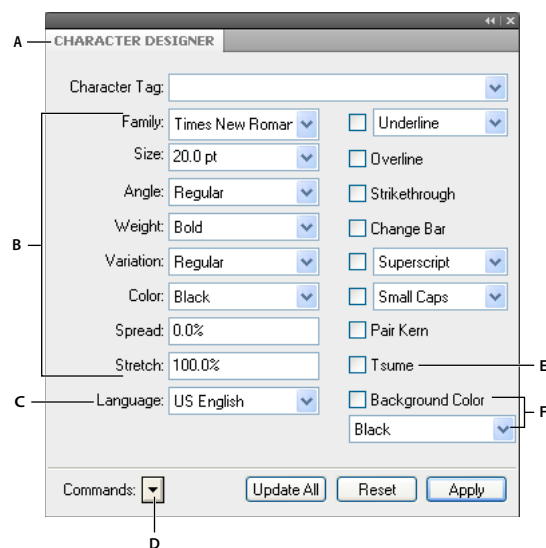 A CHARACTER DESIGNER
Character Tag:
Family: Times New Roman Underline
Size: 20.0 pt Overline
Angle: Regular Strikethrough
Weight: Bold Change Bar
B
Variation: Regular Superscript
Color: Black Small Caps
Spread: 0.0% Pair Kern
Stretch: 100.0% Tsume E
C Language: US English Background Color
F
Black
Commands: Update All Reset Apply
D